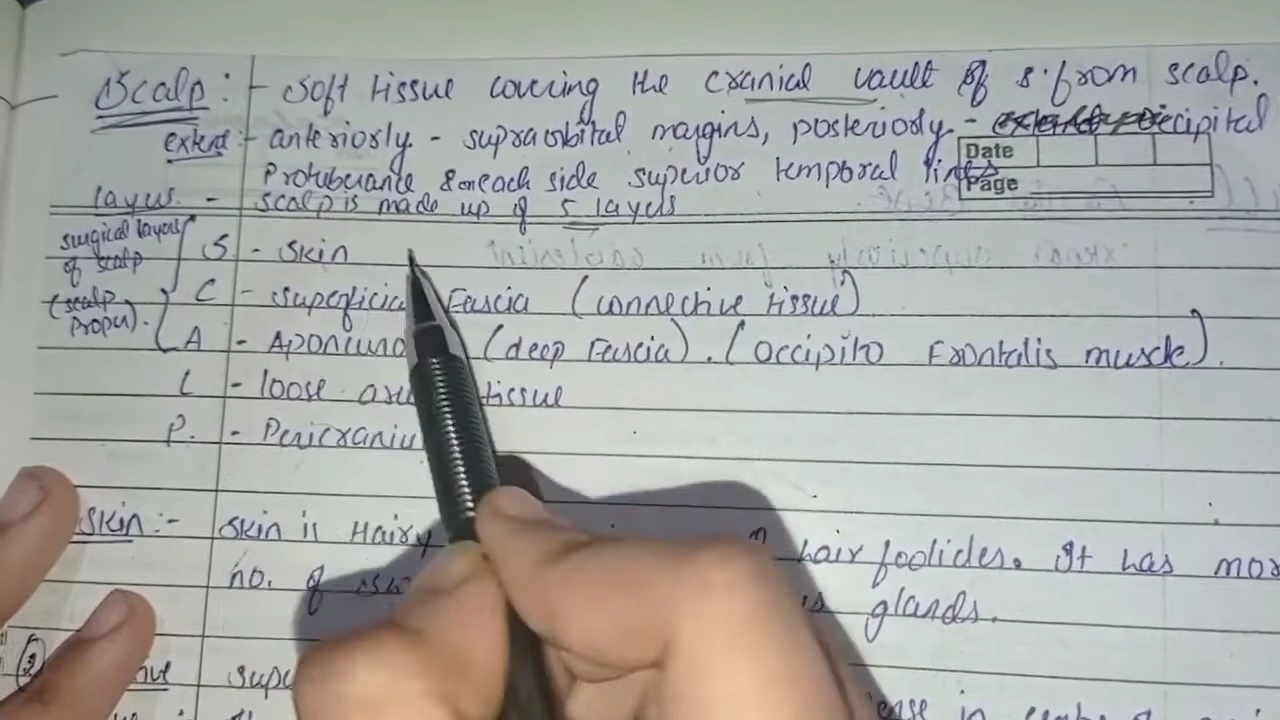 Scalp :- Soft tissue covering the cranial vault of s. from scalp.
extend :- anteriorly - supraorbital margins, posteriorly - occipital
Date
Protuberance & on each side superior temporal lines
Page
layers. - scalp is made up of 5 layers
surgical layers of scalp (scalp proper).
S - Skin
C - superficial Fascia (connective tissue)
A - Aponeuro (deep Fascia). (Occipito Frontalis muscle).
L - loose tissue
P. - Pericraniu
Skin :- Skin is Hairy hair foolicles. It has mor
no. of glands.
2
supe